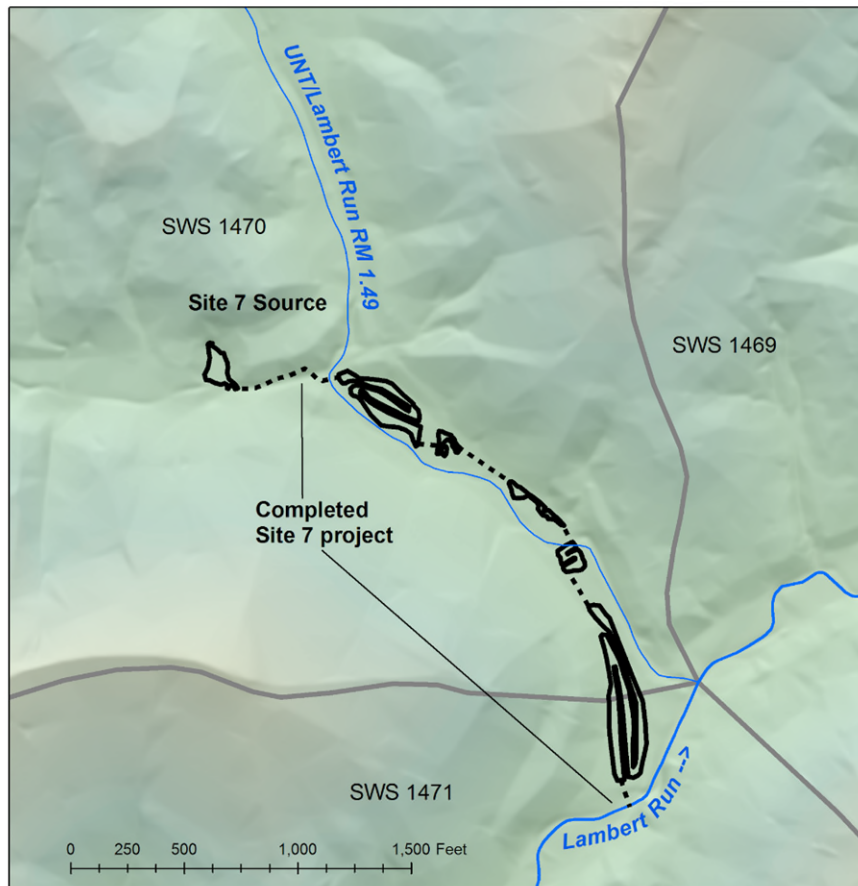 UNT/Lambert Run RM 1.49
SWS 1470
Site 7 Source
SWS 1469
Completed
Site 7 project
SWS 1471
Lambert Run -->
0 250 500 1,000 1,500 Feet